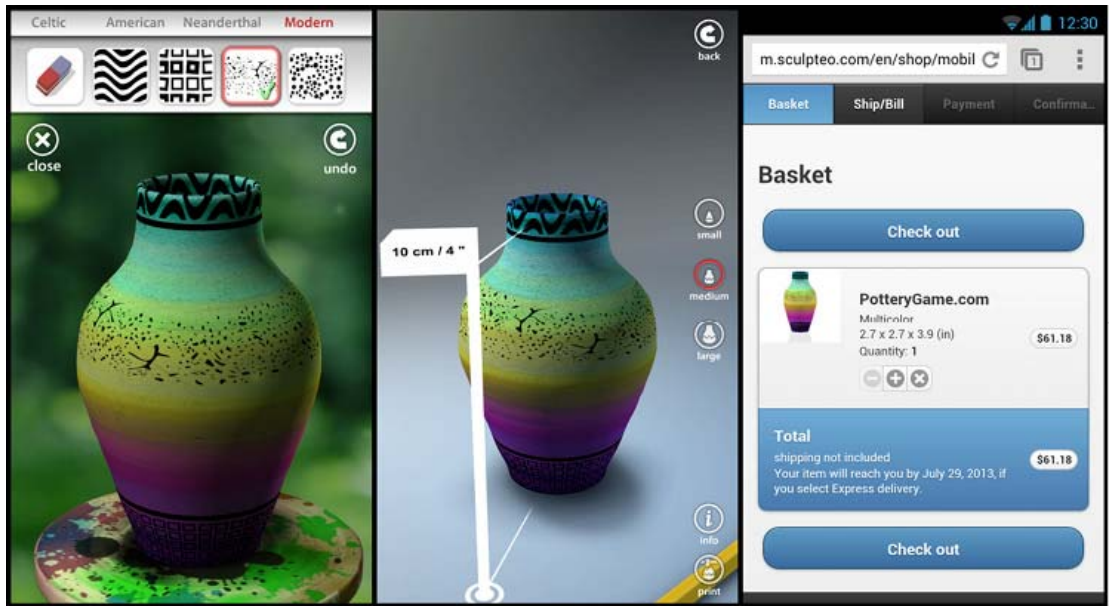 Celtic American Neanderthal Modern
close
undo
back
10 cm / 4 "
small
medium
large
info
print
12:30
m.sculpteo.com/en/shop/mobil
1
Basket Ship/Bill Payment Confirma...
Basket
Check out
PotteryGame.com
Multicolor
2.7 x 2.7 x 3.9 (in)
$61.18
Quantity: 1
Total
shipping not included
$61.18
Your item will reach you by July 29, 2013, if
you select Express delivery.
Check out